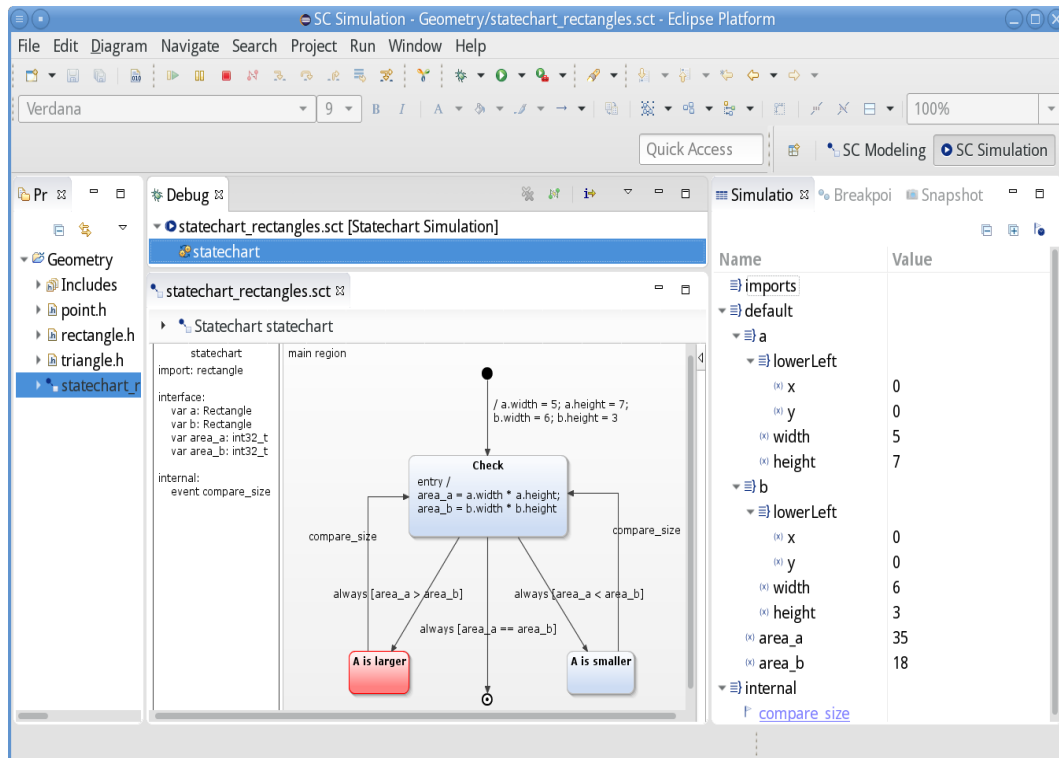 SC Simulation - Geometry/statechart_rectangles.sct - Eclipse Platform
File Edit Diagram Navigate Search Project Run Window Help
Verdana 9 B I A 100%
Quick Access SC Modeling SC Simulation
Pr
Geometry
Includes
point.h
rectangle.h
triangle.h
statechart_r
Debug
statechart_rectangles.sct [Statechart Simulation]
statechart
statechart_rectangles.sct
Statechart statechart
statechart
import: rectangle
interface:
var a: Rectangle
var b: Rectangle
var area_a: int32_t
var area_b: int32_t
internal:
event compare_size
main region
/ a.width = 5; a.height = 7;
b.width = 6; b.height = 3
Check
entry /
area_a = a.width * a.height;
area_b = b.width * b.height
compare_size
compare_size
always [area_a > area_b]
always [area_a < area_b]
always [area_a == area_b]
A is larger
A is smaller
Simulatio Breakpoi Snapshot
Name Value
imports
default
a
lowerLeft
x 0
y 0
width 5
height 7
b
lowerLeft
x 0
y 0
width 6
height 3
area_a 35
area_b 18
internal
compare_size